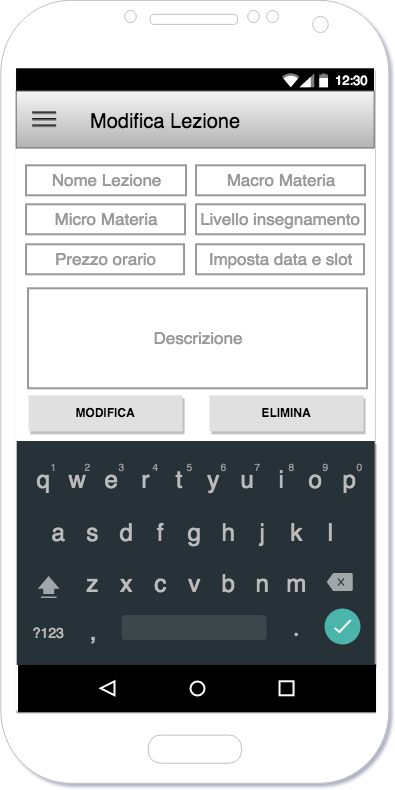 12:30
Modifica Lezione
Nome Lezione Macro Materia
Micro Materia Livello insegnamento
Prezzo orario Imposta data e slot
Descrizione
MODIFICA ELIMINA
1 2 3 4 5 6 7 8 9 0
q w e r t y u i o p
a s d f g h j k l
z x c v b n m
?123 , .